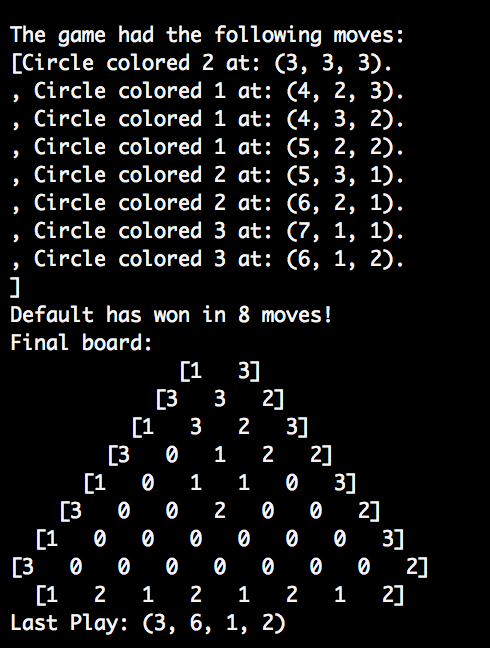 The game had the following moves:
[Circle colored 2 at: (3, 3, 3).
, Circle colored 1 at: (4, 2, 3).
, Circle colored 1 at: (4, 3, 2).
, Circle colored 1 at: (5, 2, 2).
, Circle colored 2 at: (5, 3, 1).
, Circle colored 2 at: (6, 2, 1).
, Circle colored 3 at: (7, 1, 1).
, Circle colored 3 at: (6, 1, 2).
]
Default has won in 8 moves!
Final board:
[1 3]
[3 3 2]
[1 3 2 3]
[3 0 1 2 2]
[1 0 1 1 0 3]
[3 0 0 2 0 0 2]
[1 0 0 0 0 0 0 3]
[3 0 0 0 0 0 0 0 2]
[1 2 1 2 1 2 1 2]
Last Play: (3, 6, 1, 2)